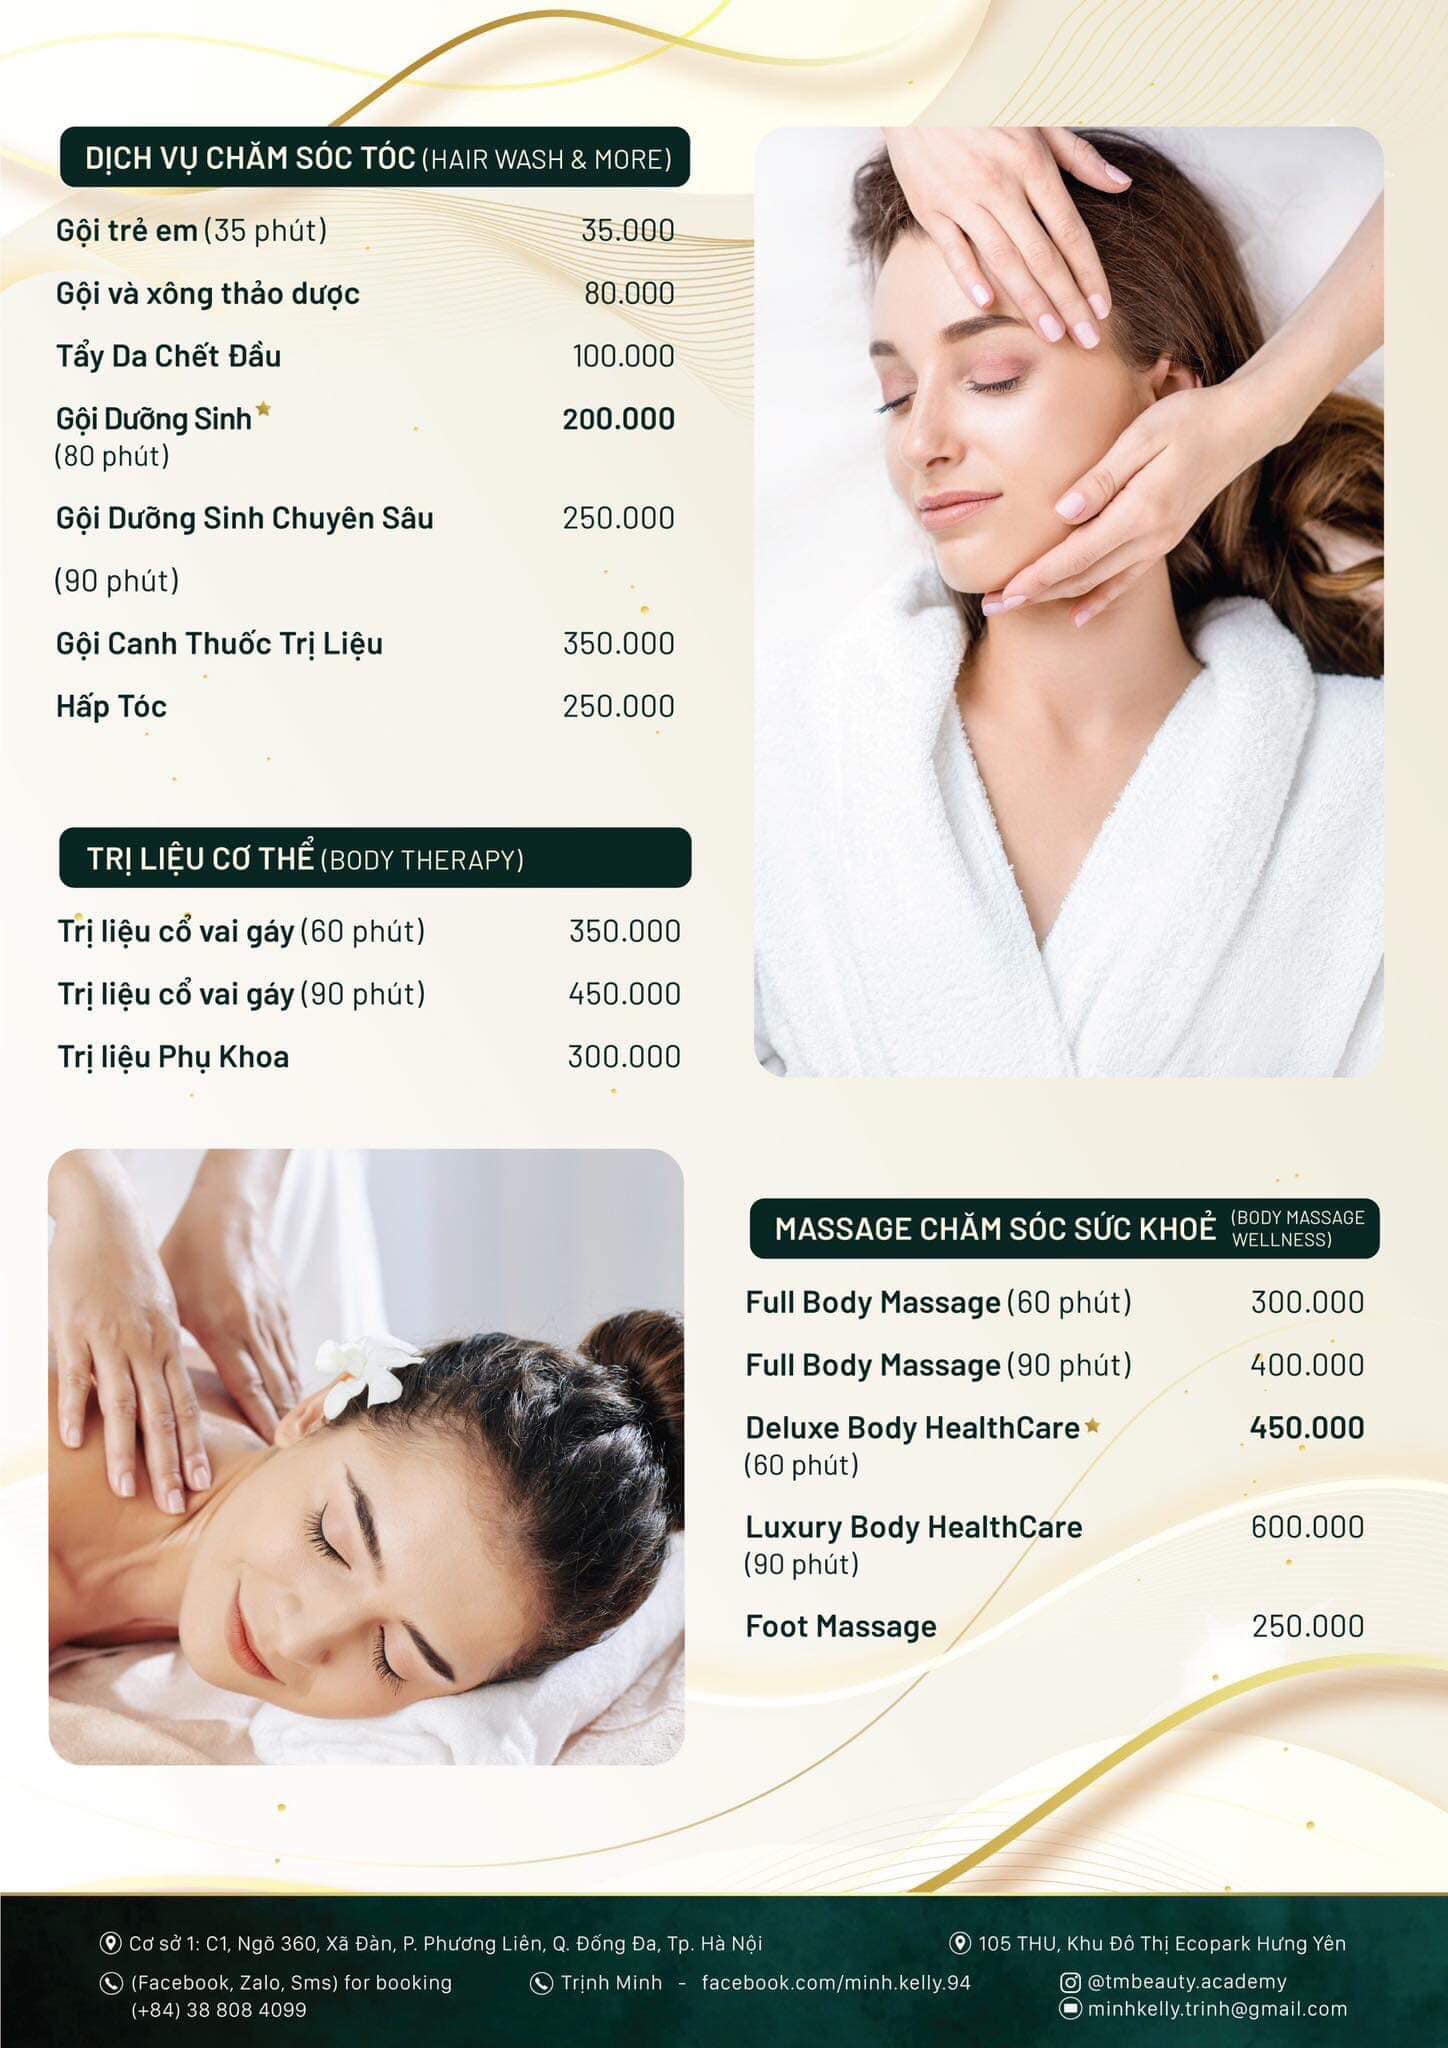 DỊCH VỤ CHĂM SÓC TÓC (HAIR WASH & MORE)
Gội trẻ em (35 phút) 35.000
Gội và xông thảo dược 80.000
Tẩy Da Chết Đầu 100.000
Gội Dưỡng Sinh 200.000
(80 phút)
Gội Dưỡng Sinh Chuyên Sâu 250.000
(90 phút)
Gội Canh Thuốc Trị Liệu 350.000
Hấp Tóc 250.000
TRỊ LIỆU CƠ THỂ (BODY THERAPY)
Trị liệu cổ vai gáy (60 phút) 350.000
Trị liệu cổ vai gáy (90 phút) 450.000
Trị liệu Phụ Khoa 300.000
MASSAGE CHĂM SÓC SỨC KHOẺ (BODY MASSAGE
WELLNESS)
Full Body Massage (60 phút) 300.000
Full Body Massage (90 phút) 400.000
Deluxe Body HealthCare 450.000
(60 phút)
Luxury Body HealthCare 600.000
(90 phút)
Foot Massage 250.000
Cơ sở 1: C1, Ngõ 360, Xã Đàn, P. Phương Liên, Q. Đống Đa, Tp. Hà Nội
105 THU, Khu Đô Thị Ecopark Hưng Yên
(Facebook, Zalo, Sms) for booking
(+84) 38 808 4099
Trịnh Minh - facebook.com/minh.kelly.94
@tmbeauty.academy
minhkelly.trinh@gmail.com